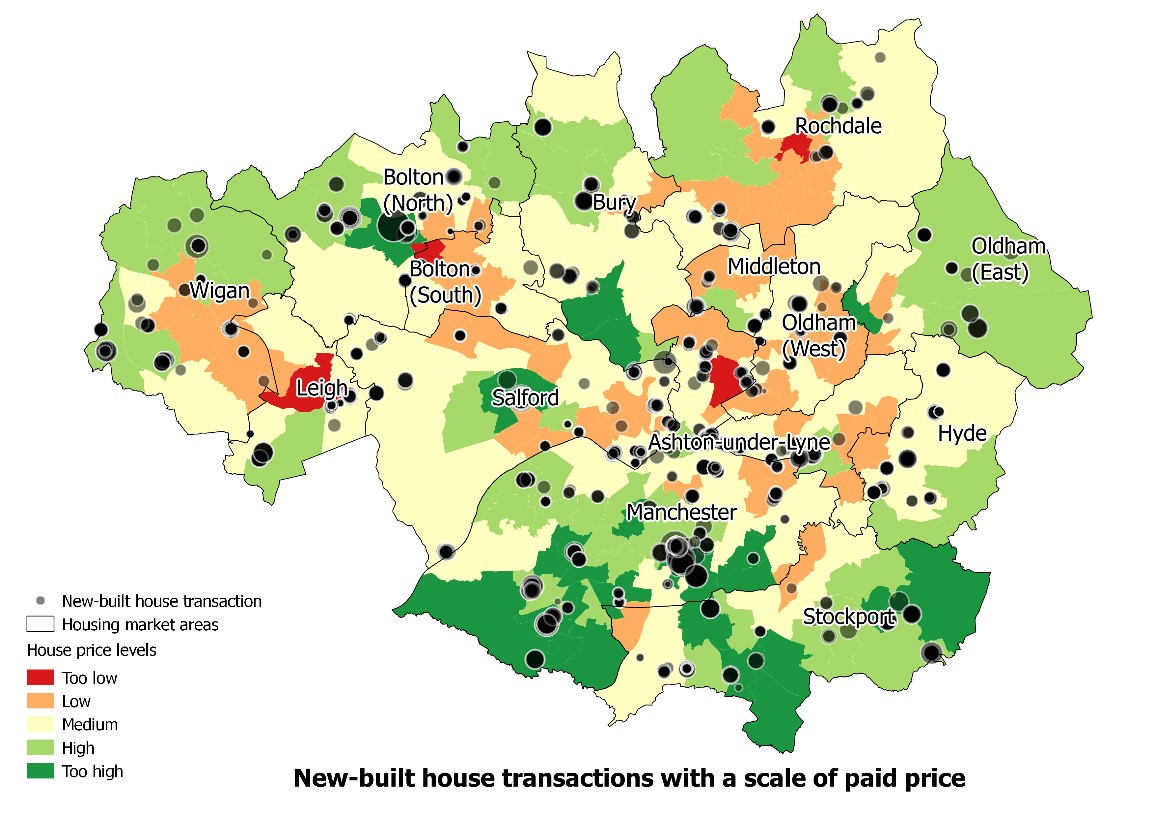 Rochdale
Bolton
(North)
Bury
Oldham
(East)
Middleton
Bolton
(South)
Wigan
Oldham
(West)
Leigh
Salford
Hyde
Ashton-under-Lyne
Manchester
Stockport
New-built house transaction
Housing market areas
House price levels
Too low
Low
Medium
High
Too high
New-built house transactions with a scale of paid price